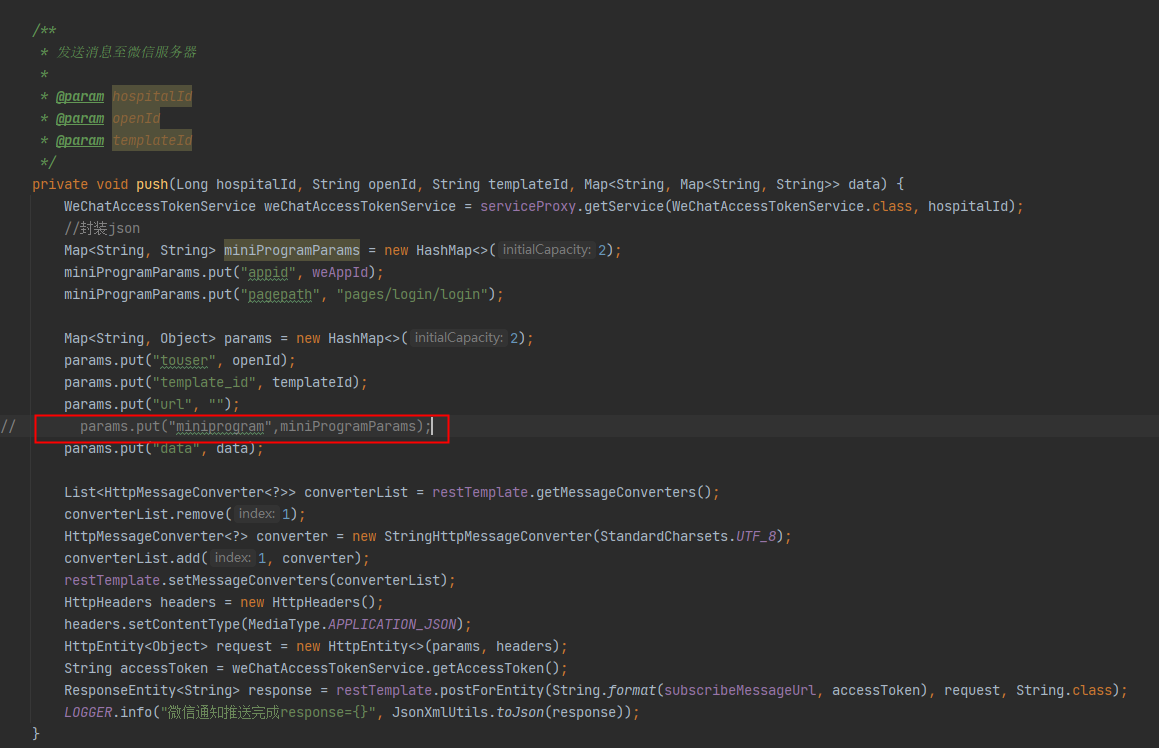 /**
* 发送消息至微信服务器
*
* @param hospitalId
* @param openId
* @param templateId
*/
private void push(Long hospitalId, String openId, String templateId, Map<String, Map<String, String>> data) {
WeChatAccessTokenService weChatAccessTokenService = serviceProxy.getService(WeChatAccessTokenService.class, hospitalId);
//封装json
Map<String, String> miniProgramParams = new HashMap<>( initialCapacity: 2);
miniProgramParams.put("appid", weAppId);
miniProgramParams.put("pagepath", "pages/login/login");
Map<String, Object> params = new HashMap<>( initialCapacity: 2);
params.put("touser", openId);
params.put("template_id", templateId);
params.put("url", "");
// params.put("miniprogram",miniProgramParams);
params.put("data", data);
List<HttpMessageConverter<?>> converterList = restTemplate.getMessageConverters();
converterList.remove( index: 1);
HttpMessageConverter<?> converter = new StringHttpMessageConverter(StandardCharsets.UTF_8);
converterList.add( index: 1, converter);
restTemplate.setMessageConverters(converterList);
HttpHeaders headers = new HttpHeaders();
headers.setContentType(MediaType.APPLICATION_JSON);
HttpEntity<Object> request = new HttpEntity<>(params, headers);
String accessToken = weChatAccessTokenService.getAccessToken();
ResponseEntity<String> response = restTemplate.postForEntity(String.format(subscribeMessageUrl, accessToken), request, String.class);
LOGGER.info("微信通知推送完成response={}", JsonXmlUtils.toJson(response));
}